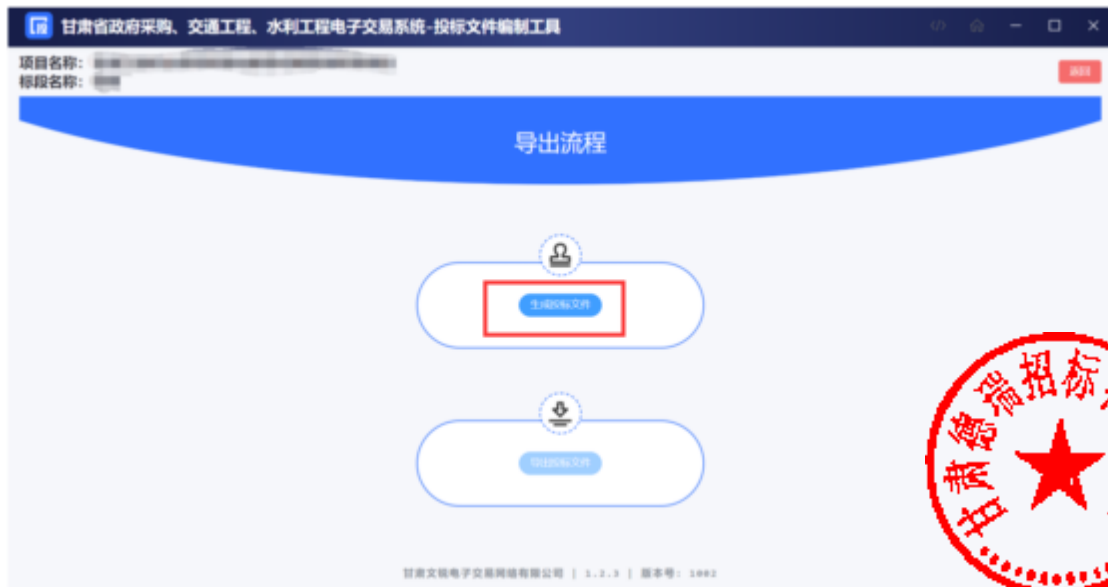 甘肃省政府采购、交通工程、水利工程电子交易系统-投标文件编制工具
项目名称：
标段名称：
返回
导出流程
生成投标文件
导出投标文件
甘肃文锐电子交易网络有限公司 | 1.2.3 | 版本号: 1002
甘肃德瑞招标